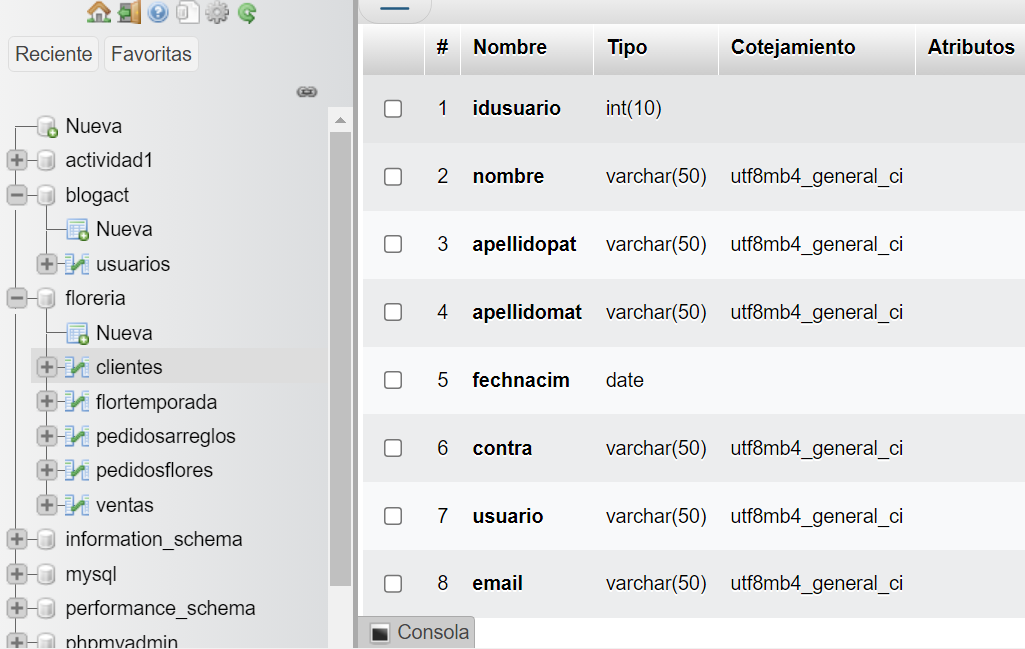 Reciente Favoritas
Nueva
actividad1
blogact
Nueva
usuarios
floreria
Nueva
clientes
flortemporada
pedidosarreglos
pedidosflores
ventas
information_schema
mysql
performance_schema
phpmyadmin
# Nombre Tipo Cotejamiento Atributos
1 idusuario int(10)
2 nombre varchar(50) utf8mb4_general_ci
3 apellidopat varchar(50) utf8mb4_general_ci
4 apellidomat varchar(50) utf8mb4_general_ci
5 fechnacim date
6 contra varchar(50) utf8mb4_general_ci
7 usuario varchar(50) utf8mb4_general_ci
8 email varchar(50) utf8mb4_general_ci
Consola